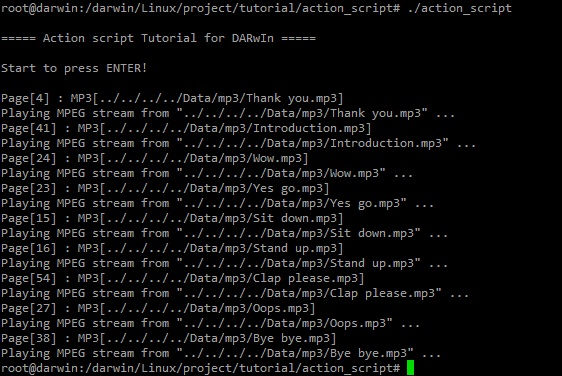 root@darwin:/darwin/Linux/project/tutorial/action_script# ./action_script
===== Action script Tutorial for DARwIn =====
Start to press ENTER!
Page[4] : MP3[../../../../Data/mp3/Thank you.mp3]
Playing MPEG stream from "../../../../Data/mp3/Thank you.mp3" ...
Page[41] : MP3[../../../../Data/mp3/Introduction.mp3]
Playing MPEG stream from "../../../../Data/mp3/Introduction.mp3" ...
Page[24] : MP3[../../../../Data/mp3/Wow.mp3]
Playing MPEG stream from "../../../../Data/mp3/Wow.mp3" ...
Page[23] : MP3[../../../../Data/mp3/Yes go.mp3]
Playing MPEG stream from "../../../../Data/mp3/Yes go.mp3" ...
Page[15] : MP3[../../../../Data/mp3/Sit down.mp3]
Playing MPEG stream from "../../../../Data/mp3/Sit down.mp3" ...
Page[16] : MP3[../../../../Data/mp3/Stand up.mp3]
Playing MPEG stream from "../../../../Data/mp3/Stand up.mp3" ...
Page[54] : MP3[../../../../Data/mp3/Clap please.mp3]
Playing MPEG stream from "../../../../Data/mp3/Clap please.mp3" ...
Page[27] : MP3[../../../../Data/mp3/Oops.mp3]
Playing MPEG stream from "../../../../Data/mp3/Oops.mp3" ...
Page[38] : MP3[../../../../Data/mp3/Bye bye.mp3]
Playing MPEG stream from "../../../../Data/mp3/Bye bye.mp3" ...
root@darwin:/darwin/Linux/project/tutorial/action_script#